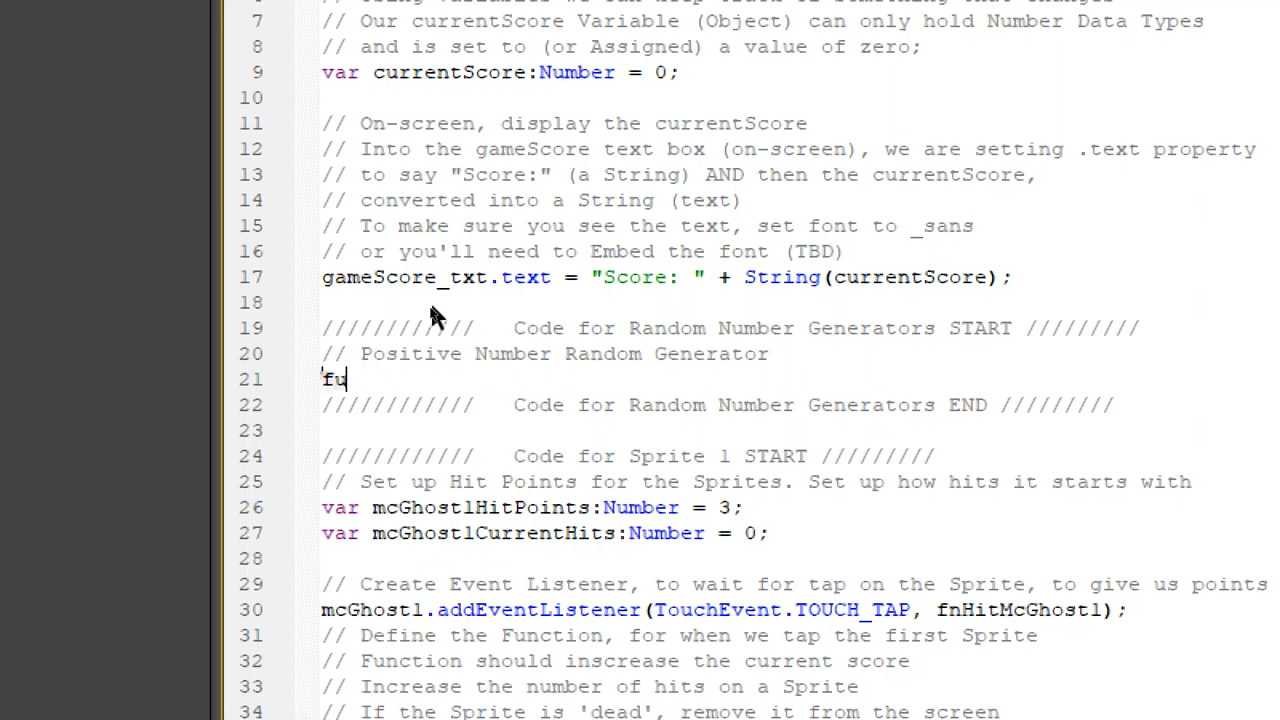 7 // Our currentScore Variable (Object) can only hold Number Data Types
8 // and is set to (or Assigned) a value of zero;
9 var currentScore:Number = 0;
10
11 // On-screen, display the currentScore
12 // Into the gameScore text box (on-screen), we are setting .text property
13 // to say "Score:" (a String) AND then the currentScore,
14 // converted into a String (text)
15 // To make sure you see the text, set font to _sans
16 // or you'll need to Embed the font (TBD)
17 gameScore_txt.text = "Score: " + String(currentScore);
18
19 //////////// Code for Random Number Generators START /////////
20 // Positive Number Random Generator
21 fu
22 //////////// Code for Random Number Generators END /////////
23
24 //////////// Code for Sprite 1 START /////////
25 // Set up Hit Points for the Sprites. Set up how hits it starts with
26 var mcGhost1HitPoints:Number = 3;
27 var mcGhost1CurrentHits:Number = 0;
28
29 // Create Event Listener, to wait for tap on the Sprite, to give us points
30 mcGhost1.addEventListener(TouchEvent.TOUCH_TAP, fnHitMcGhost1);
31 // Define the Function, for when we tap the first Sprite
32 // Function should inscrease the current score
33 // Increase the number of hits on a Sprite
34 // If the Sprite is 'dead', remove it from the screen